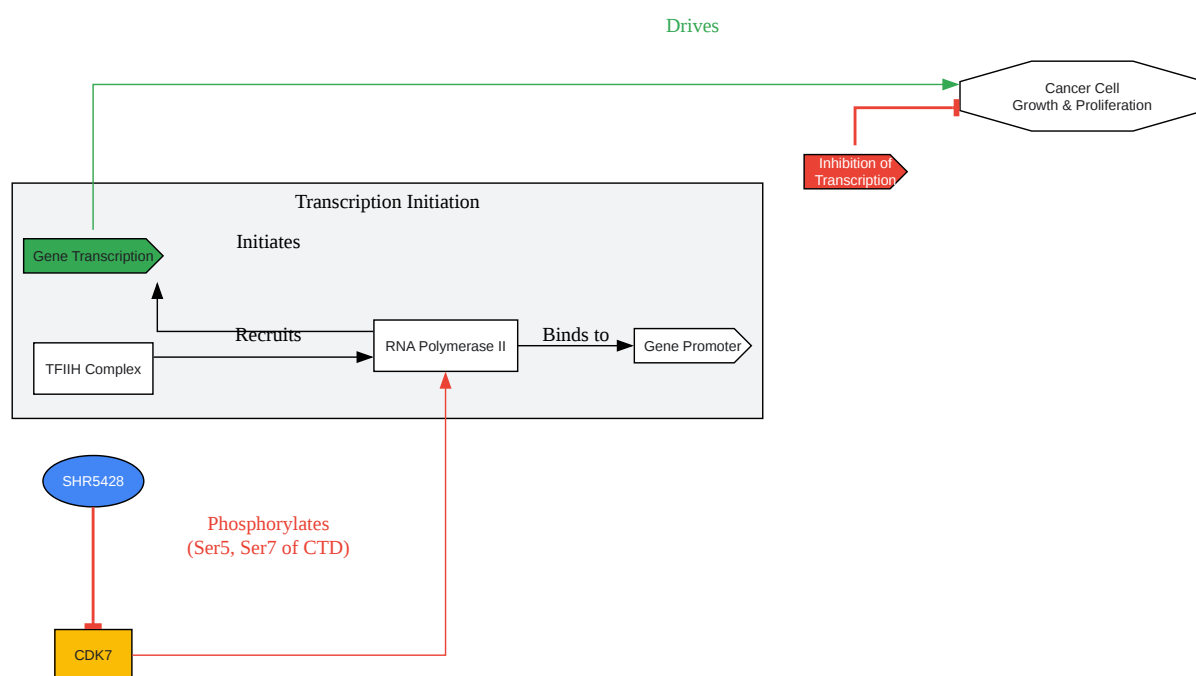 Drives
Cancer Cell
Growth & Proliferation
Inhibition of
Transcription
Transcription Initiation
Initiates
Gene Transcription
Recruits
RNA Polymerase II
Binds to
Gene Promoter
TFIIH Complex
SHR5428
Phosphorylates
(Ser5, Ser7 of CTD)
CDK7